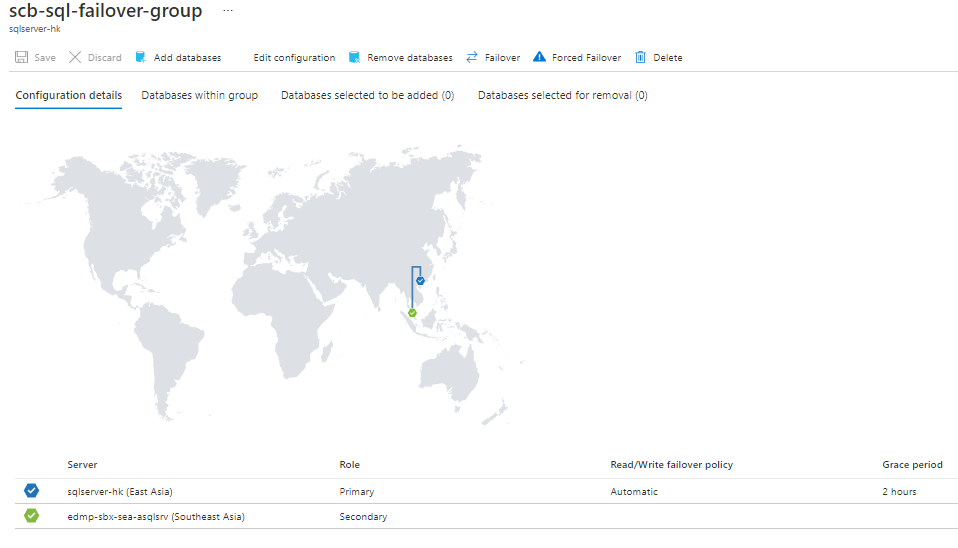 scb-sql-failover-group ...
sqlserver-hk
Save Discard Add databases Edit configuration Remove databases Failover Forced Failover Delete
Configuration details Databases within group Databases selected to be added (0) Databases selected for removal (0)
Server Role Read/Write failover policy Grace period
sqlserver-hk (East Asia) Primary Automatic 2 hours
edmp-sbx-sea-asqlsrv (Southeast Asia) Secondary